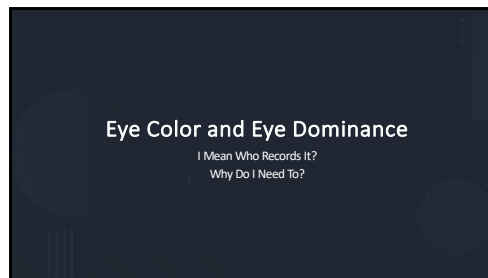 Eye Color and Eye Dominance
I Mean Who Records It?
Why Do I Need To?